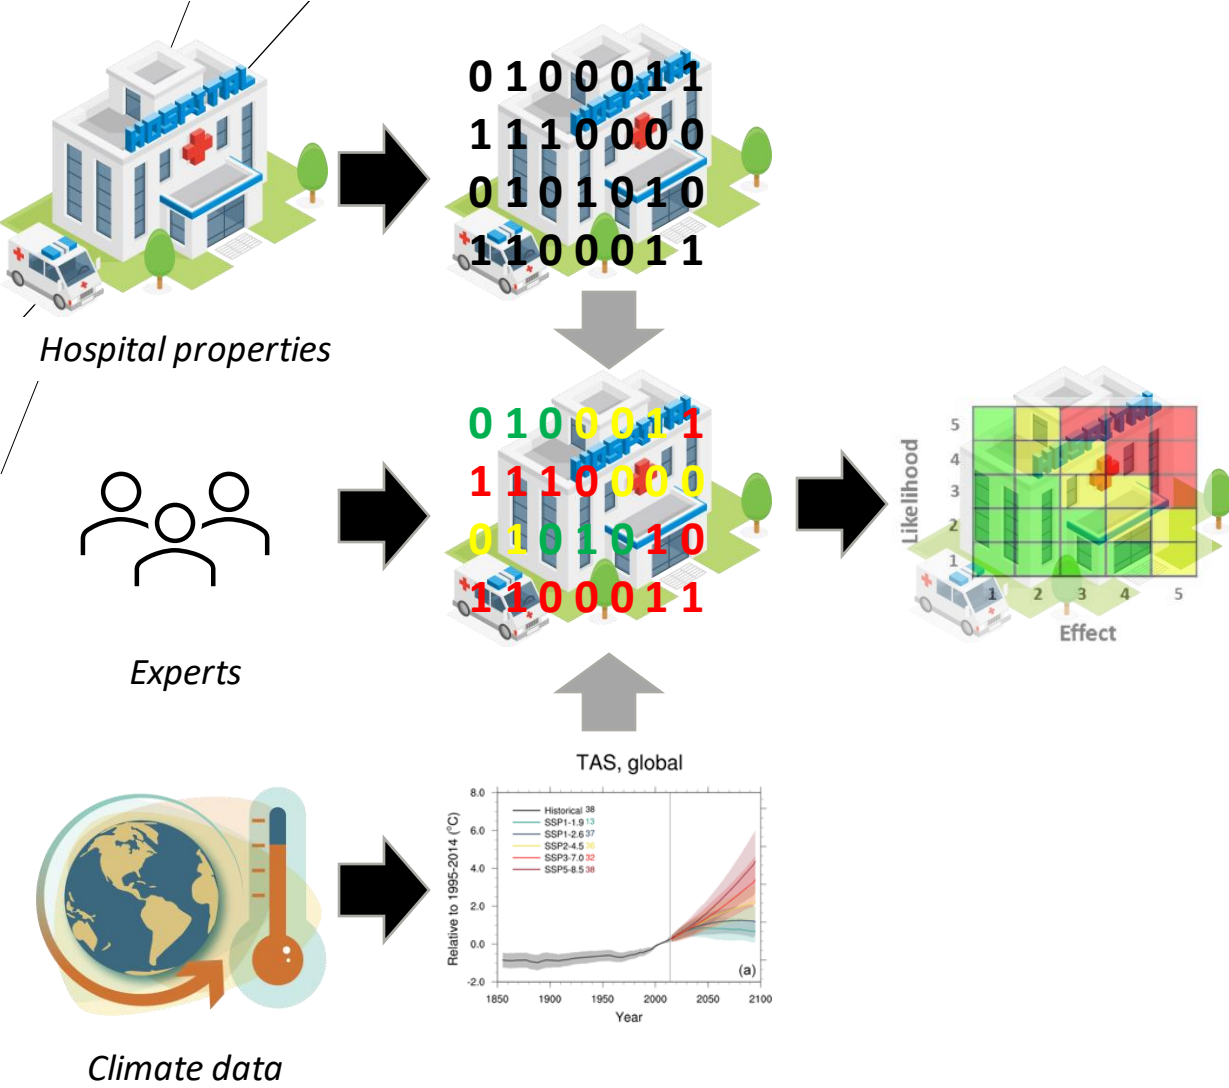 HOSPITAL
0 1 0 0 0 1 1
1 1 1 0 0 0 0
0 1 0 1 0 1 0
1 1 0 0 0 1 1
HOSPITAL
Hospital properties
0 1 0 0 0 1 1
1 1 1 0 0 0 0
0 1 0 1 0 1 0
1 1 0 0 0 1 1
HOSPITAL
Experts
HOSPITAL
Likelihood
5
4
3
2
1
1 2 3 4 5
Effect
TAS, global
Relative to 1995-2014 (°C)
8.0
6.0
4.0
2.0
0.0
-2.0
Historical 38
SSP1-1.9 13
SSP1-2.6 37
SSP2-4.5 36
SSP3-7.0 32
SSP5-8.5 38
(a)
1850 1900 1950 2000 2050 2100
Year
Climate data